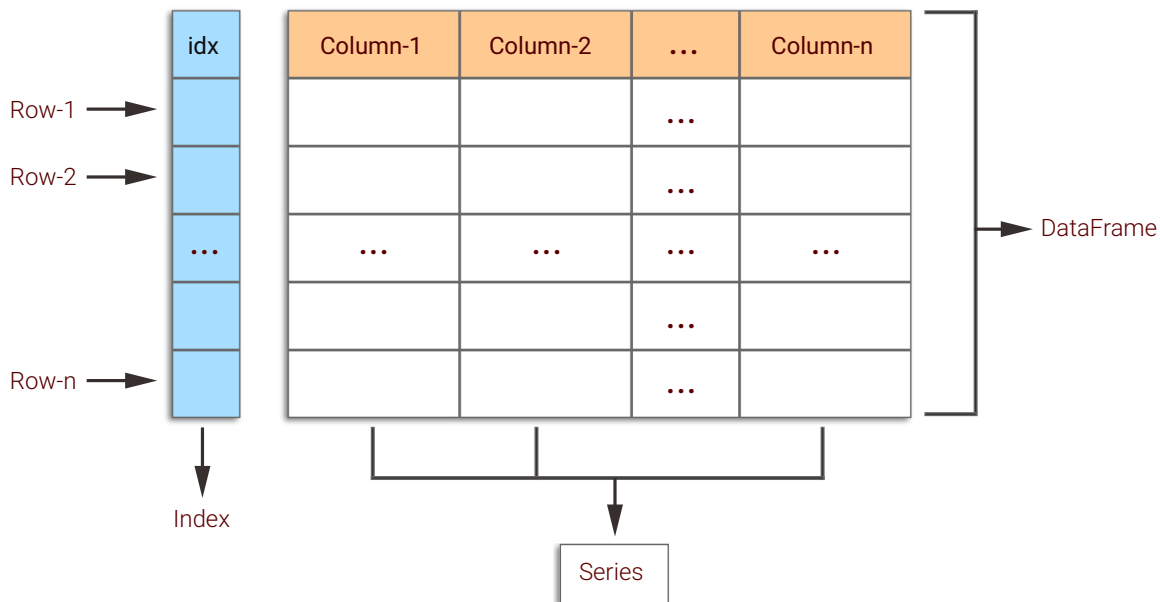 idx Column-1 Column-2 ... Column-n
Row-1 ...
Row-2 ...
... ... ... ... ...
DataFrame
...
Row-n ...
Index
Series